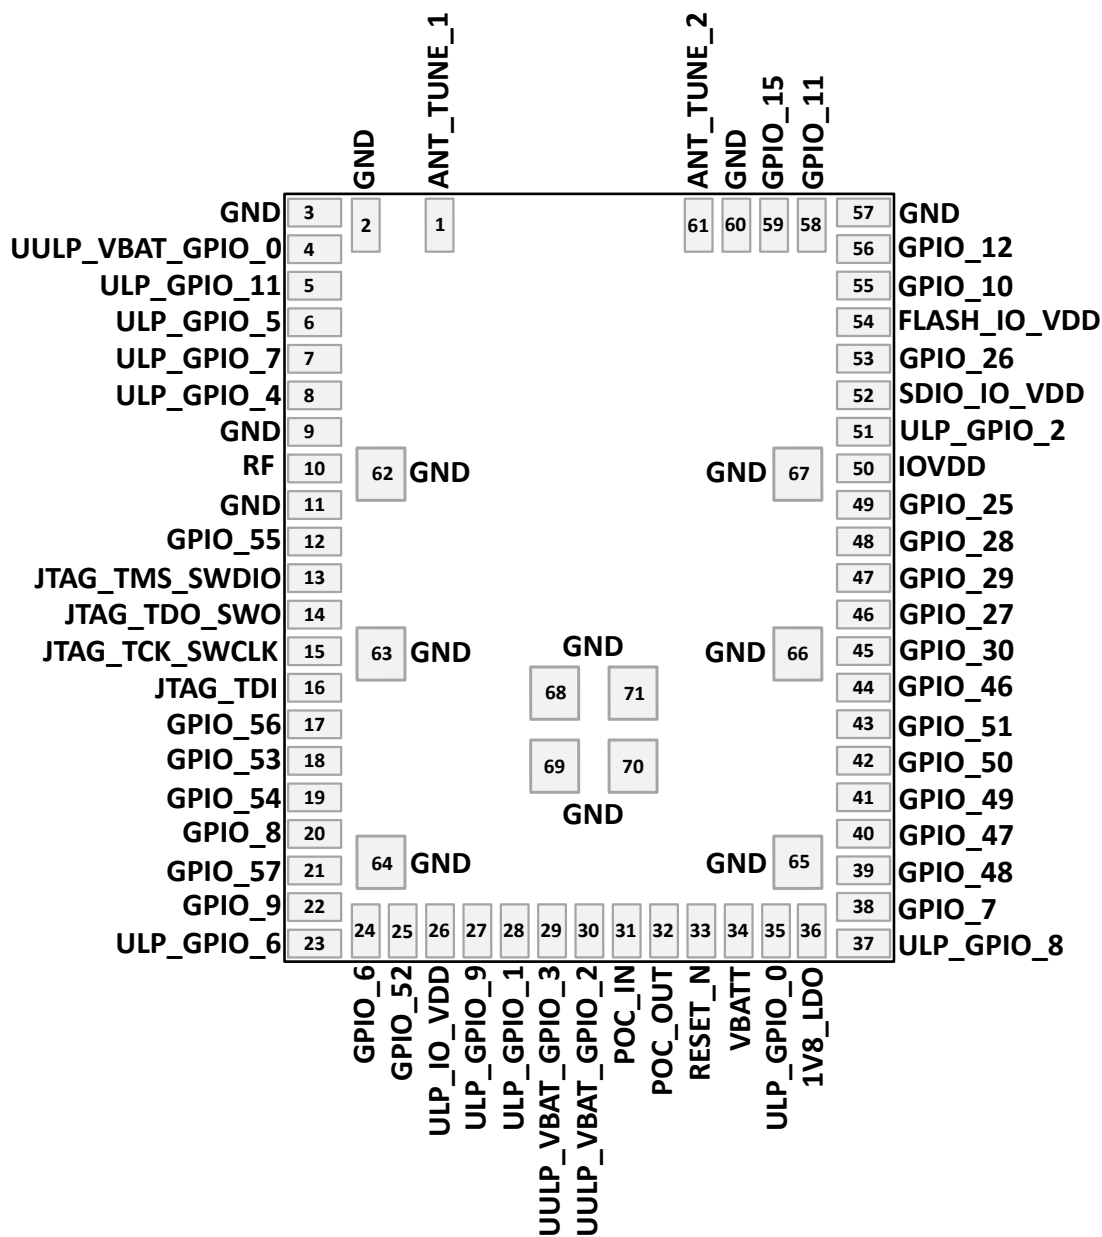 GND
ANT_TUNE_1
ANT_TUNE_2
GND
GPIO_15
GPIO_11
2
1
61
60
59
58
GND 3
57 GND
UULP_VBAT_GPIO_0 4
56 GPIO_12
ULP_GPIO_11 5
55 GPIO_10
ULP_GPIO_5 6
54 FLASH_IO_VDD
ULP_GPIO_7 7
53 GPIO_26
ULP_GPIO_4 8
52 SDIO_IO_VDD
GND 9
51 ULP_GPIO_2
RF 10
62 GND
GND 67
50 IOVDD
GND 11
49 GPIO_25
GPIO_55 12
48 GPIO_28
JTAG_TMS_SWDIO 13
47 GPIO_29
JTAG_TDO_SWO 14
46 GPIO_27
JTAG_TCK_SWCLK 15
63 GND
GND
GND 66
45 GPIO_30
JTAG_TDI 16
68
71
44 GPIO_46
GPIO_56 17
43 GPIO_51
GPIO_53 18
69
70
42 GPIO_50
GPIO_54 19
GND
41 GPIO_49
GPIO_8 20
40 GPIO_47
GPIO_57 21
64 GND
GND 65
39 GPIO_48
GPIO_9 22
38 GPIO_7
ULP_GPIO_6 23
37 ULP_GPIO_8
24
25
26
27
28
29
30
31
32
33
34
35
36
GPIO_6
GPIO_52
ULP_IO_VDD
ULP_GPIO_9
ULP_GPIO_1
UULP_VBAT_GPIO_3
UULP_VBAT_GPIO_2
POC_IN
POC_OUT
RESET_N
VBATT
ULP_GPIO_0
1V8_LDO